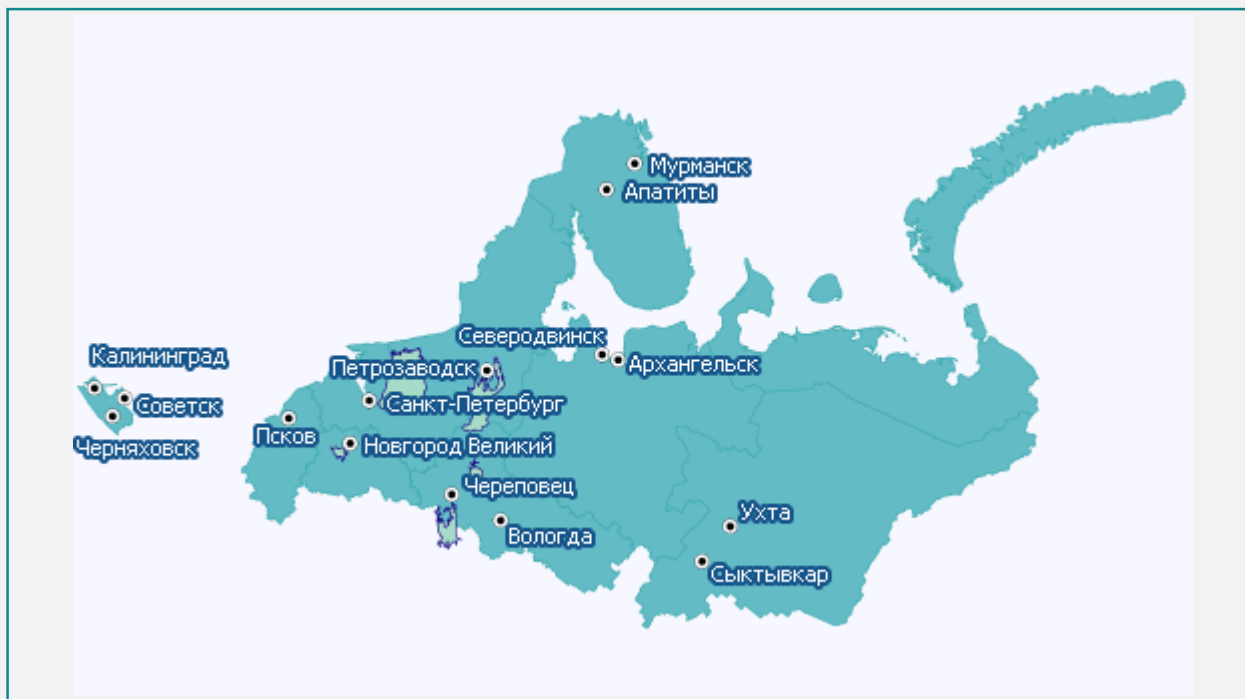 Мурманск
Апатиты
Северодвинск
Калининград
Петрозаводск
Архангельск
Советск
Санкт-Петербург
Псков
Черняховск
Новгород Великий
Череповец
Ухта
Вологда
Сыктывкар